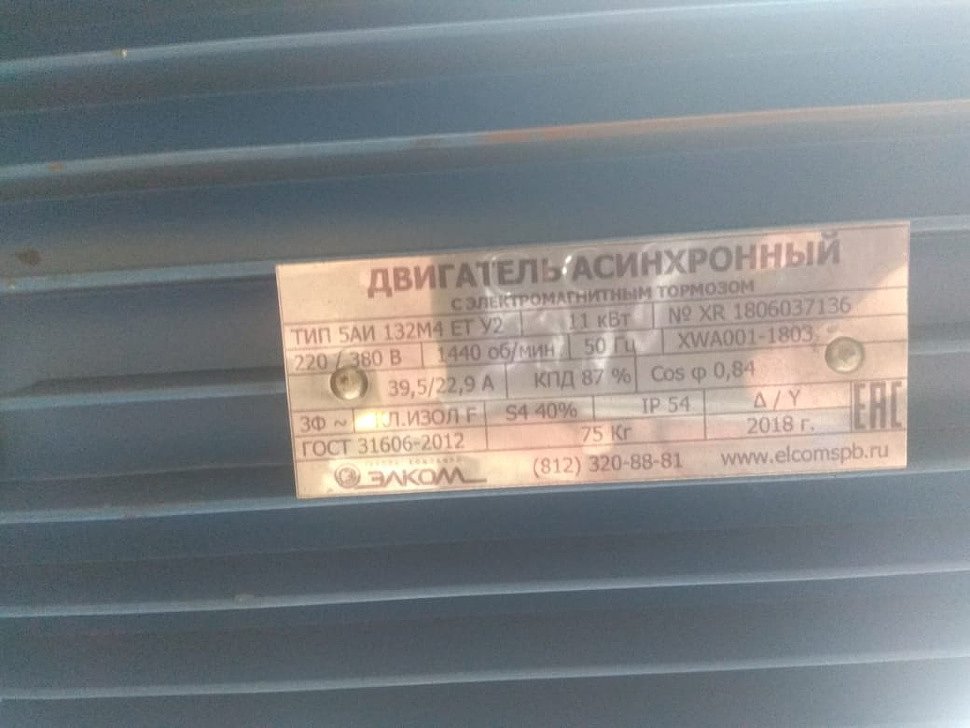 ДВИГАТЕЛЬ АСИНХРОННЫЙ
С ЭЛЕКТРОМАГНИТНЫМ ТОРМОЗОМ
ТИП 5АИ 132М4 ЕТ У2 11 кВт № XR 1806037136
220 / 380 В 1440 об/мин 50 Гц XWA001-1803
39,5/22,9 А КПД 87 % Cos φ 0,84
3Ф ~ КЛ.ИЗОЛ F S4 40% IP 54 Δ / Y
ГОСТ 31606-2012 75 Кг 2018 г. EAC
ЭЛКОМ (812) 320-88-81 www.elcomspb.ru